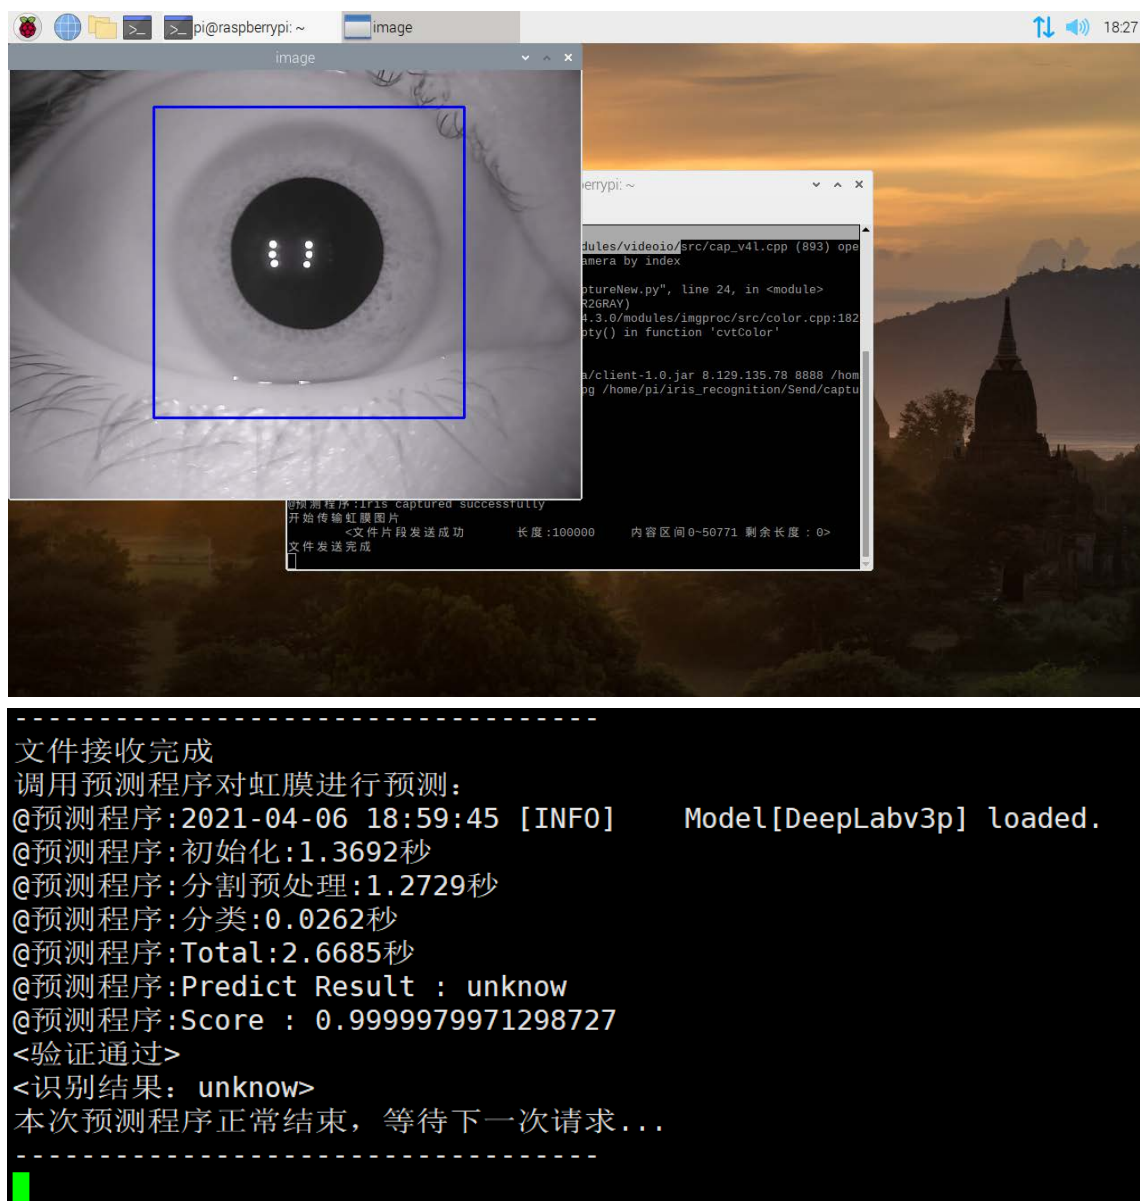 pi@raspberrypi: ~
image
18:27
image
errypi: ~
dules/videoio/src/cap_v4l.cpp (893) ope
amera by index
ptureNew.py", line 24, in <module>
R2GRAY)
4.3.0/modules/imgproc/src/color.cpp:182
pty() in function 'cvtColor'
a/client-1.0.jar 8.129.135.78 8888 /hom
pg /home/pi/iris_recognition/Send/captu
@预测程序:Iris captured successfully
开始传输虹膜图片
<文件片段发送成功 长度:100000 内容区间0~50771 剩余长度：0>
文件发送完成
-----------------------------------
文件接收完成
调用预测程序对虹膜进行预测：
@预测程序:2021-04-06 18:59:45 [INFO] Model[DeepLabv3p] loaded.
@预测程序:初始化:1.3692秒
@预测程序:分割预处理:1.2729秒
@预测程序:分类:0.0262秒
@预测程序:Total:2.6685秒
@预测程序:Predict Result : unknow
@预测程序:Score : 0.9999979971298727
<验证通过>
<识别结果：unknow>
本次预测程序正常结束，等待下一次请求...
-----------------------------------